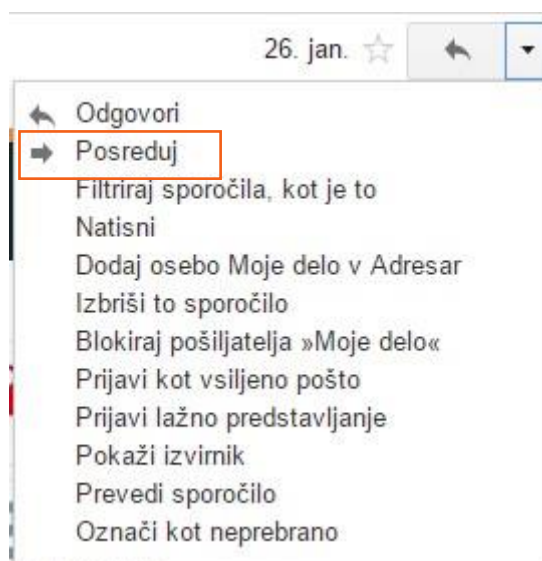 26. jan.
Odgovori
Posreduj
Filtriraj sporočila, kot je to
Natisni
Dodaj osebo Moje delo v Adresar
Izbriši to sporočilo
Blokiraj pošiljatelja »Moje delo«
Prijavi kot vsiljeno pošto
Prijavi lažno predstavljanje
Pokaži izvirnik
Prevedi sporočilo
Označi kot neprebrano